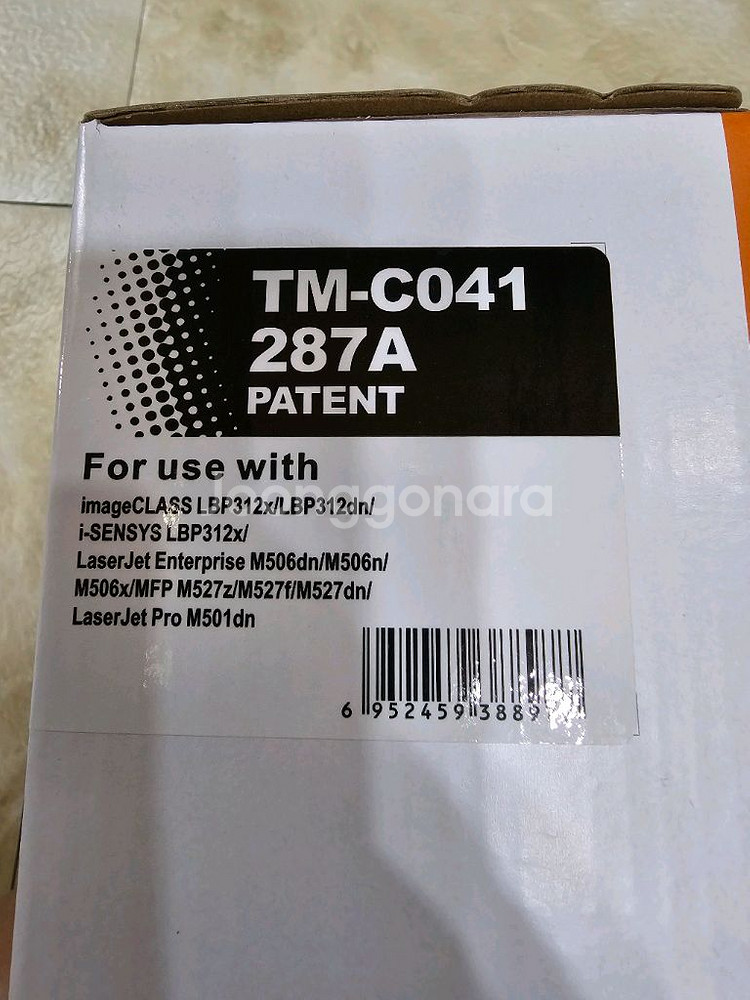 TM-C041
287A
PATENT
For use with
joonggonara
imageCLASS LBP312x/LBP312dn/
i-SENSYS LBP312x/
LaserJet Enterprise M506dn/M506n/
M506x/MFP M527z/M527f/M527dn/
LaserJet Pro M501dn
6 952459 3889